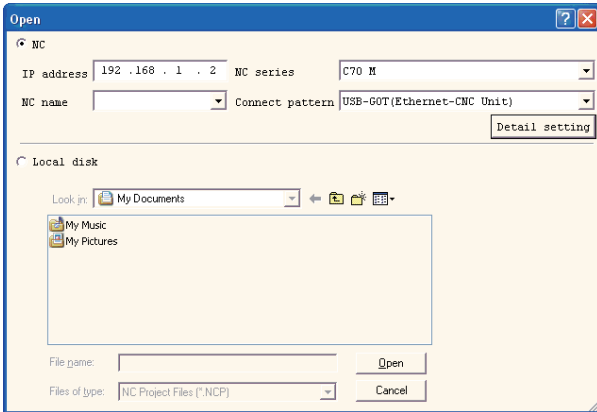 Open
NC
IP address 192 .168 . 1 . 2 NC series C70 M
NC name Connect pattern USB-GOT(Ethernet-CNC Unit)
Detail setting
Local disk
Look in: My Documents
My Music
My Pictures
File name: Open
Files of type: NC Project Files (*.NCP) Cancel